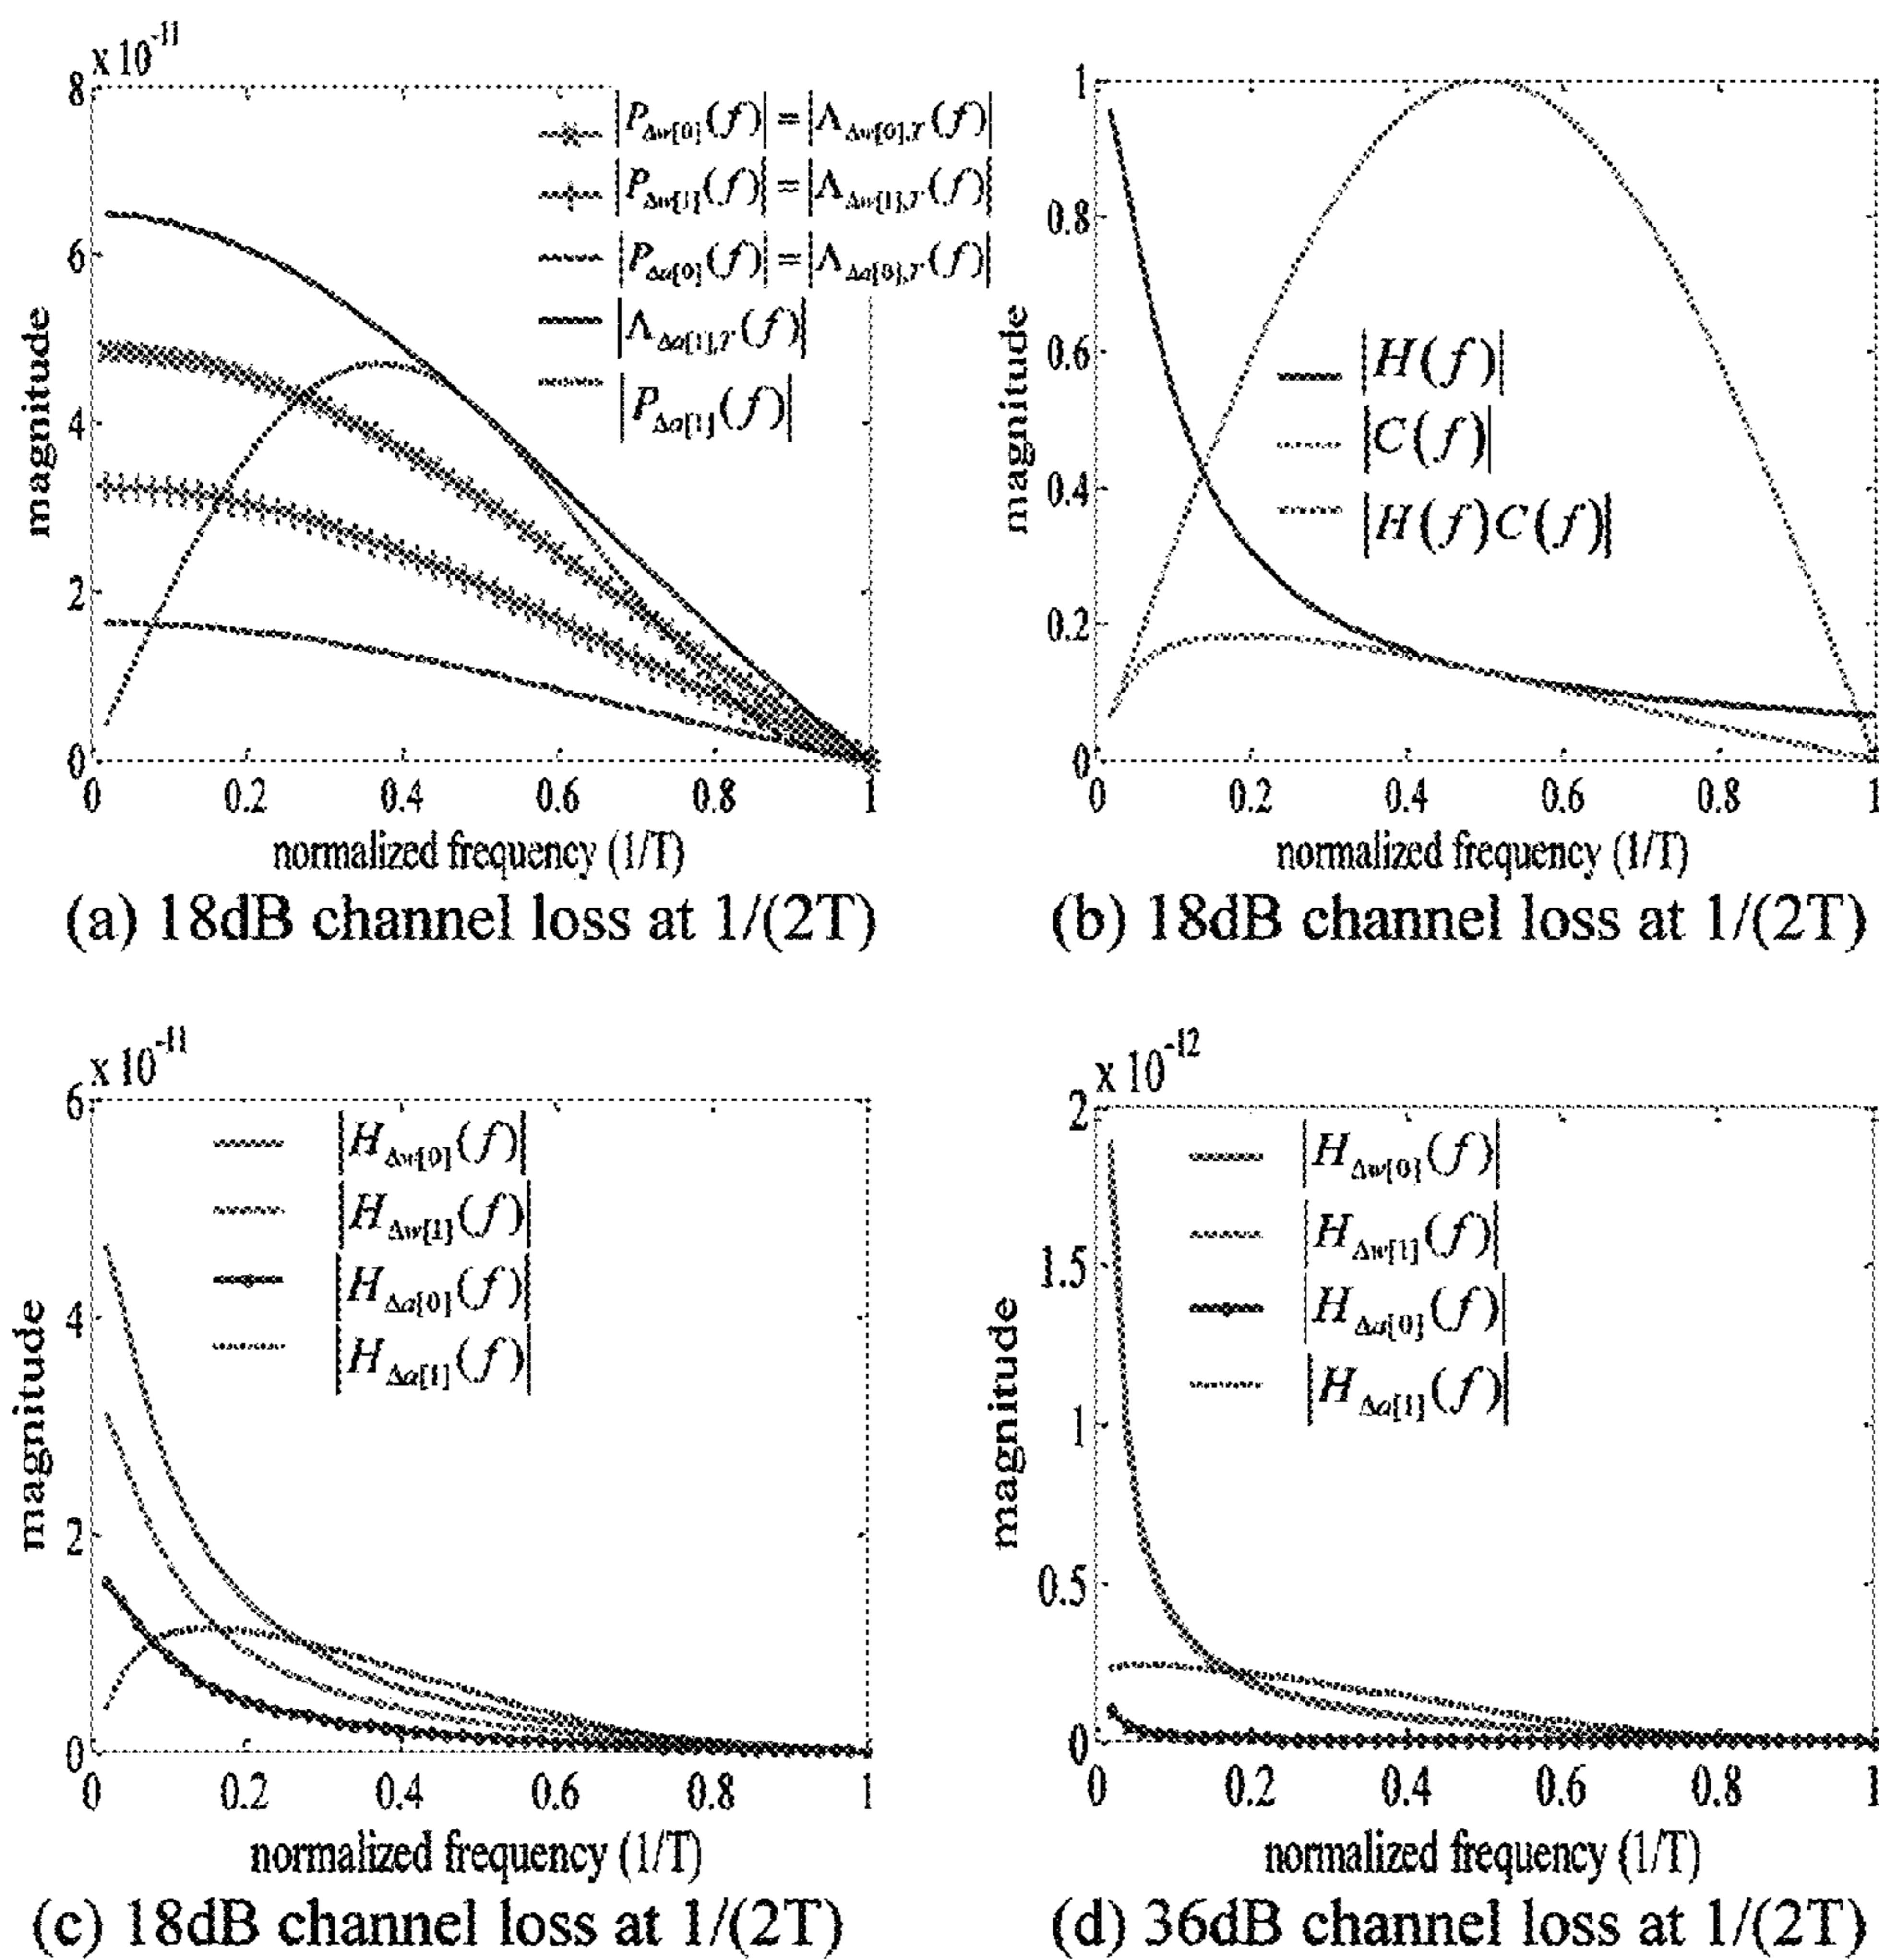 x 10^-11
8
6
4
2
0
0 0.2 0.4 0.6 0.8 1
magnitude
normalized frequency (1/T)
|P_Δw[0](f)| = |Λ_Δw[0],T(f)|
|P_Δw[1](f)| = |Λ_Δw[1],T(f)|
|P_Δa[0](f)| = |Λ_Δa[0],T(f)|
|Λ_Δa[1],T(f)|
|P_Δa[1](f)|
(a) 18dB channel loss at 1/(2T)
1
0.8
0.6
0.4
0.2
0
0 0.2 0.4 0.6 0.8 1
magnitude
normalized frequency (1/T)
|H(f)|
|C(f)|
|H(f)C(f)|
(b) 18dB channel loss at 1/(2T)
x 10^-11
6
4
2
0
0 0.2 0.4 0.6 0.8 1
magnitude
normalized frequency (1/T)
|H_Δw[0](f)|
|H_Δw[1](f)|
|H_Δa[0](f)|
|H_Δa[1](f)|
(c) 18dB channel loss at 1/(2T)
x 10^-12
2
1.5
1
0.5
0
0 0.2 0.4 0.6 0.8 1
magnitude
normalized frequency (1/T)
|H_Δw[0](f)|
|H_Δw[1](f)|
|H_Δa[0](f)|
|H_Δa[1](f)|
(d) 36dB channel loss at 1/(2T)